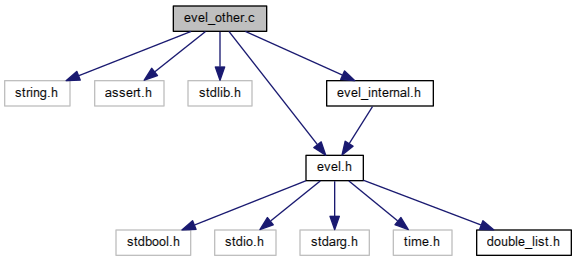 evel_other.c
string.h
assert.h
stdlib.h
evel_internal.h
evel.h
stdbool.h
stdio.h
stdarg.h
time.h
double_list.h